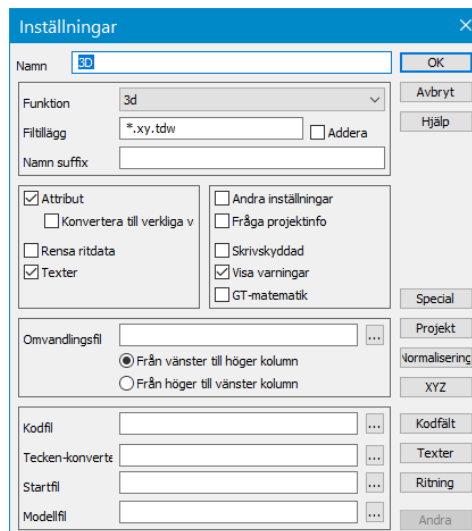 Inställningar
Namn 3D OK
Avbryt
Funktion 3d
Hjälp
Filtillägg *.xy.tdw Addera
Namn suffix
Attribut Andra inställningar
Konvertera till verkliga v Fråga projektinfo
Rensa ritdata Skrivskyddad
Texter Visa varningar
GT-matematik Special
Omvandlingsfil ... Projekt
Från vänster till höger kolumn Normalisering
Från höger till vänster kolumn XYZ
Kodfil ... Kodfält
Tecken-konverte ... Texter
Startfil ... Ritning
Modellfil ... Andra